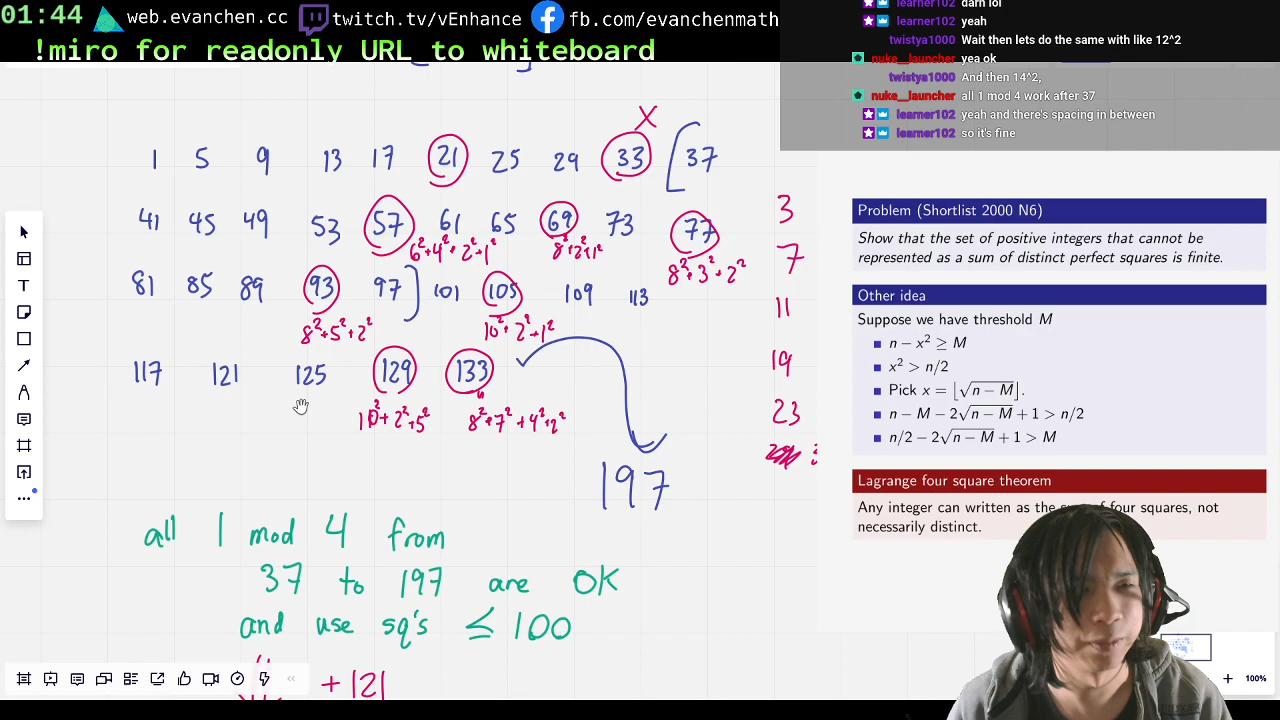 01:44 web.evanchen.cc twitch.tv/vEnhance fb.com/evanchenmath
!miro for readonly URL to whiteboard
learner102 darn lol
learner102 yeah
twistya1000 Wait then lets do the same with like 12^2
nuke__launcher yea ok
twistya1000 And then 14^2,
nuke__launcher all 1 mod 4 work after 37
learner102 yeah and there's spacing in between
learner102 so it's fine
X
1 5 9 13 17 21 25 29 33 [37
41 45 49 53 57 61 65 69 73 77
6²+4²+2²+1² 8²+2²+1² 8²+3²+2²
81 85 89 93 97] 101 105 109 113
8²+5²+2² 10²+2²+1²
117 121 125 129 133
10²+2²+5² 8²+7²+4²+2²
197
all 1 mod 4 from
37 to 197 are OK
and use sq's ≤ 100
+ 121
3
7
11
19
23
Problem (Shortlist 2000 N6)
Show that the set of positive integers that cannot be
represented as a sum of distinct perfect squares is finite.
Other idea
Suppose we have threshold M
n − x² ≥ M
x² > n/2
Pick x = ⌊√n − M⌋.
n − M − 2√n − M + 1 > n/2
n/2 − 2√n − M + 1 > M
Lagrange four square theorem
Any integer can written as the sum of four squares, not
necessarily distinct.
100%